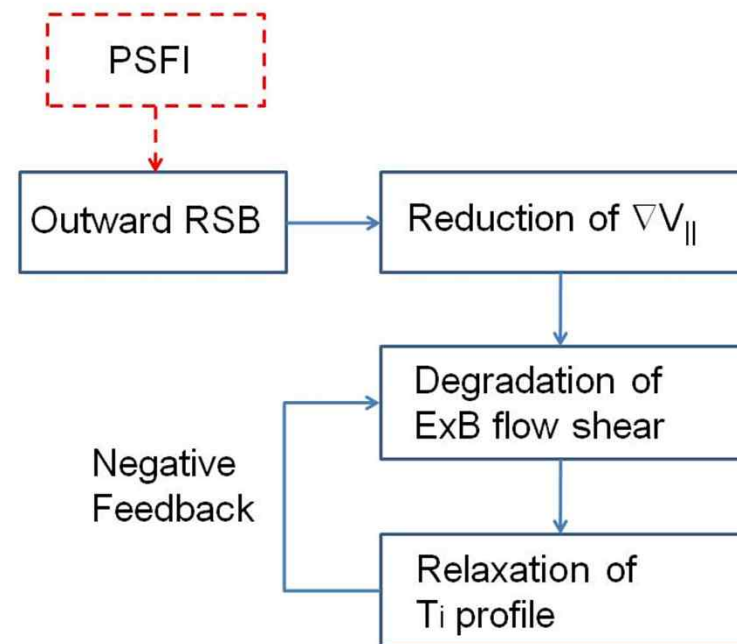 PSFI
Outward RSB
Reduction of ∇V||
Degradation of
ExB flow shear
Negative
Feedback
Relaxation of
Ti profile